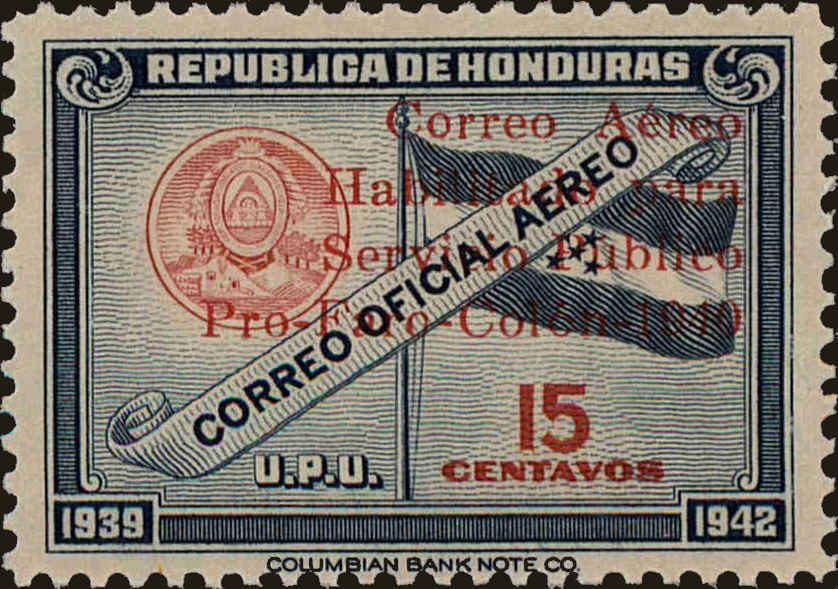 REPUBLICA DE HONDURAS
Correo Aéreo
Habilitado para
Servicio Público
Pro-Faro-Colón-1940
CORREO OFICIAL AEREO
15
CENTAVOS
U.P.U.
1939
1942
COLUMBIAN BANK NOTE CO.